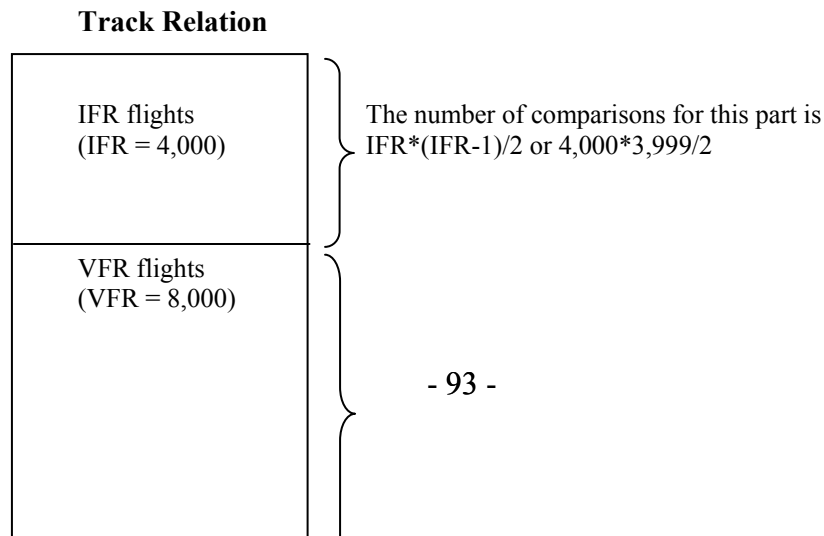 Track Relation
IFR flights
(IFR = 4,000)
The number of comparisons for this part is
IFR*(IFR-1)/2 or 4,000*3,999/2
VFR flights
(VFR = 8,000)
- 93 -